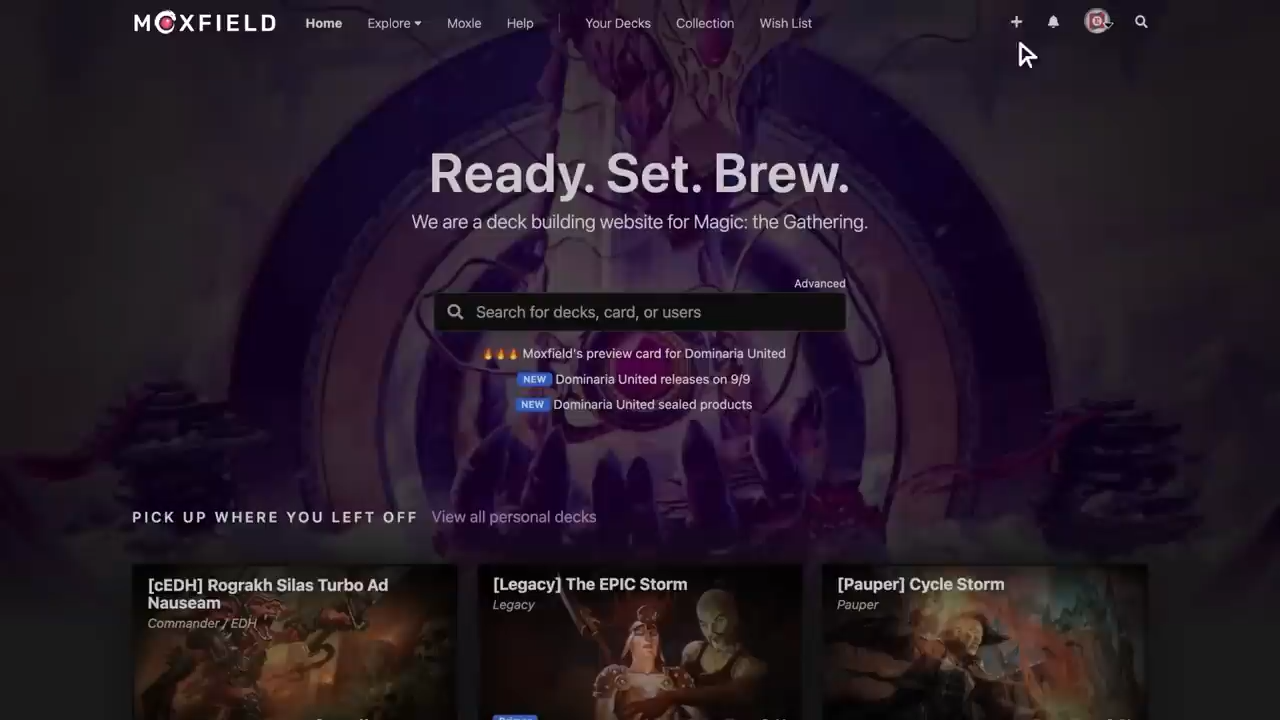 MOXFIELD Home Explore Moxie Help Your Decks Collection Wish List
Ready. Set. Brew.
We are a deck building website for Magic: the Gathering.
Advanced
Search for decks, card, or users
🔥🔥🔥 Moxfield's preview card for Dominaria United
NEW Dominaria United releases on 9/9
NEW Dominaria United sealed products
PICK UP WHERE YOU LEFT OFF View all personal decks
[cEDH] Rograkh Silas Turbo Ad
Nauseam
Commander / EDH
[Legacy] The EPIC Storm
Legacy
[Pauper] Cycle Storm
Pauper